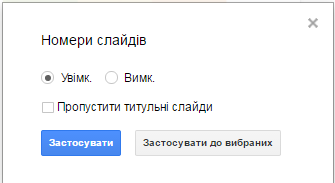 Номери слайдів
Увімк. Вимк.
Пропустити титульні слайди
Застосувати Застосувати до вибраних